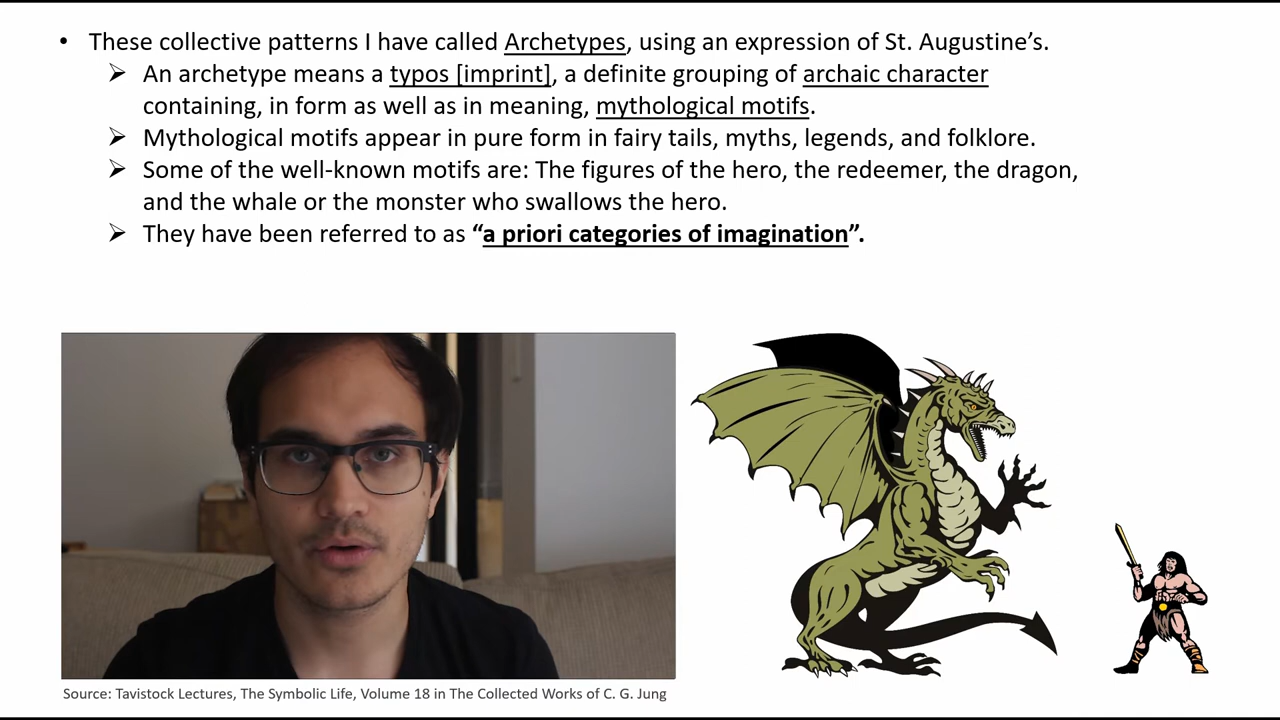 • These collective patterns I have called Archetypes, using an expression of St. Augustine’s.
➢ An archetype means a typos [imprint], a definite grouping of archaic character
containing, in form as well as in meaning, mythological motifs.
➢ Mythological motifs appear in pure form in fairy tails, myths, legends, and folklore.
➢ Some of the well-known motifs are: The figures of the hero, the redeemer, the dragon,
and the whale or the monster who swallows the hero.
➢ They have been referred to as “a priori categories of imagination”.
Source: Tavistock Lectures, The Symbolic Life, Volume 18 in The Collected Works of C. G. Jung